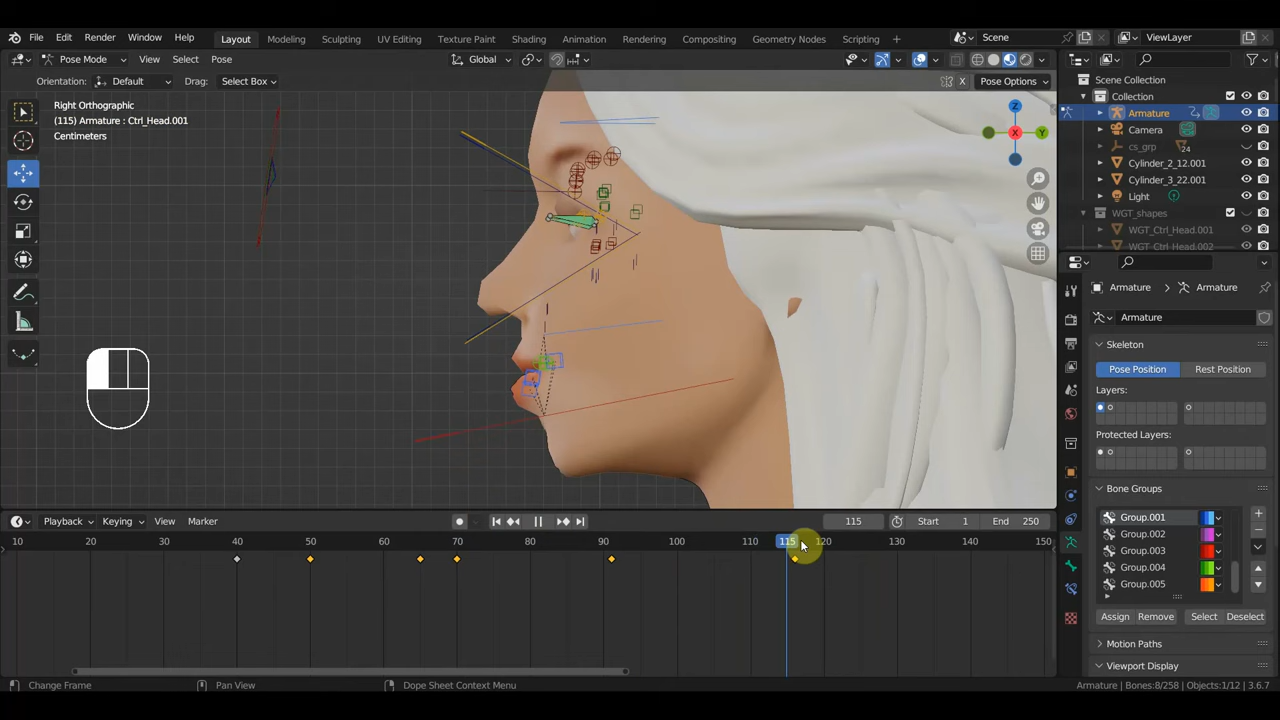 File Edit Render Window Help Layout Modeling Sculpting UV Editing Texture Paint Shading Animation Rendering Compositing Geometry Nodes Scripting + Scene ViewLayer
Pose Mode View Select Pose Global
Orientation: Default Drag: Select Box X Pose Options
Right Orthographic
(115) Armature : Ctrl_Head.001
Centimeters
Z
X
Y
Scene Collection
Collection
Armature
Camera
cs_grp 24
Cylinder_2_12.001
Cylinder_3_22.001
Light
WGT_shapes
WGT_Ctrl_Head.001
WGT_Ctrl_Head.002
Armature > Armature
Armature
Skeleton
Pose Position Rest Position
Layers:
Protected Layers:
Bone Groups
Group.001
Group.002
Group.003
Group.004
Group.005
Assign Remove Select Deselect
Motion Paths
Viewport Display
Playback Keying View Marker 115 Start 1 End 250
10 20 30 40 50 60 70 80 90 100 110 115 120 130 140 150
Change Frame Pan View Dope Sheet Context Menu Armature | Bones:8/258 | Objects:1/12 | 3.6.7